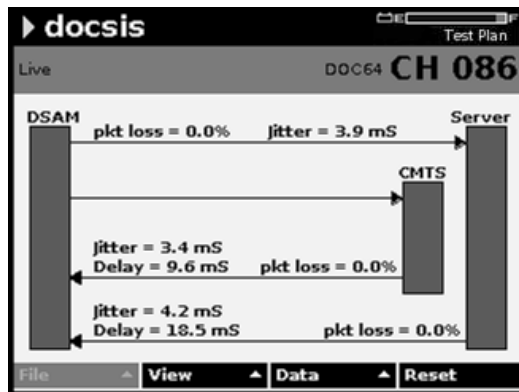 docsis
E F
Test Plan
Live
DOC64 CH 086
DSAM
Server
pkt loss = 0.0% Jitter = 3.9 mS
CMTS
Jitter = 3.4 mS
Delay = 9.6 mS pkt loss = 0.0%
Jitter = 4.2 mS
Delay = 18.5 mS pkt loss = 0.0%
File View Data Reset